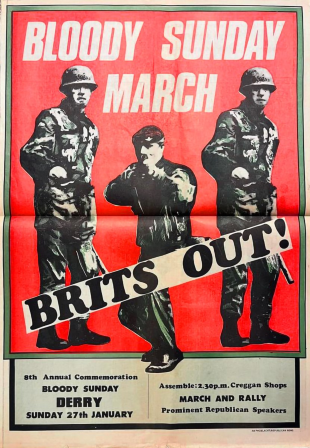 BLOODY SUNDAY
MARCH
BRITS OUT!
8th Annual Commemoration
BLOODY SUNDAY
DERRY
SUNDAY 27th JANUARY
Assemble: 2.30p.m. Creggan Shops
MARCH AND RALLY
Prominent Republican Speakers